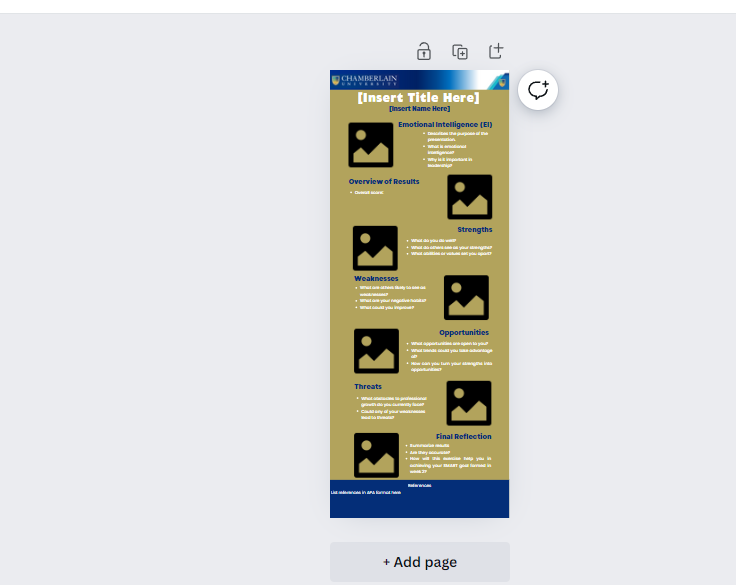 CHAMBERLAIN
UNIVERSITY
[Insert Title Here]
[Insert Name Here]
Emotional Intelligence (EI)
Describes the purpose of the
presentation.
What is emotional
intelligence?
Why is it important in
leadership?
Overview of Results
Overall score:
Strengths
What do you do well?
What do others see as your strengths?
What abilities or values set you apart?
Weaknesses
What are others likely to see as
weaknesses?
What are your negative habits?
What could you improve?
Opportunities
What opportunities are open to you?
What trends could you take advantage
of?
How can you turn your strengths into
opportunities?
Threats
What obstacles to professional
growth do you currently face?
Could any of your weaknesses
lead to threats?
Final Reflection
Summarize results
Are they accurate?
How will this exercise help you in
achieving your SMART goal formed in
week 2?
References
List references in APA format here
+ Add page